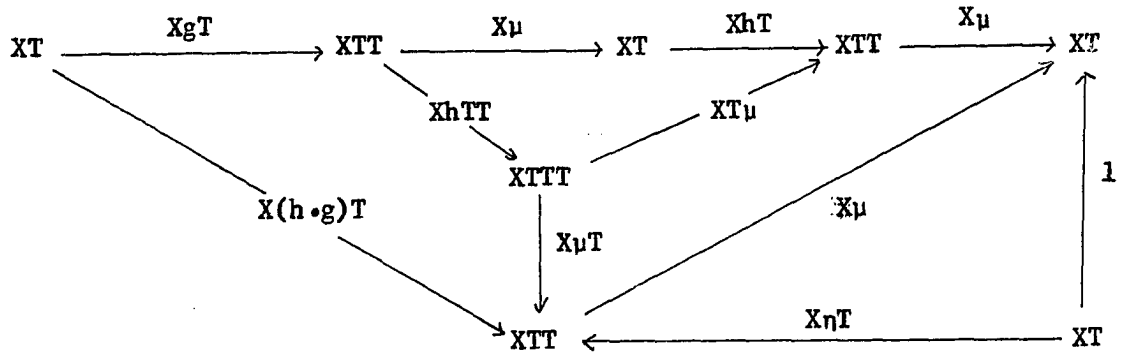 XgT Xμ XhT Xμ
XT XTT XT XTT XT
XhTT XTμ
XTTT 1
X(h•g)T Xμ
XμT
XηT
XTT XT